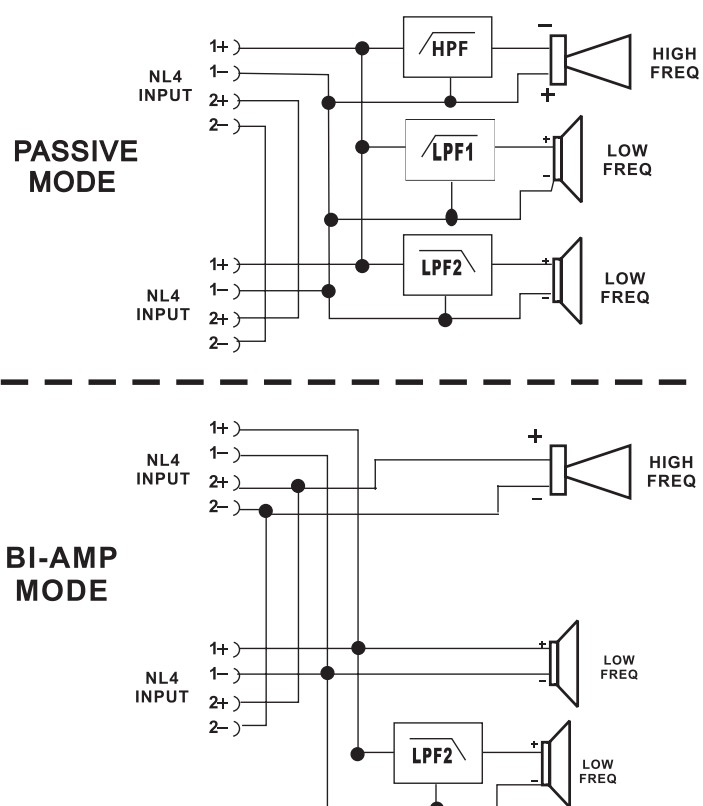 PASSIVE
MODE
NL4
INPUT
1+
1−
2+
2−
HPF
−
+
HIGH
FREQ
LPF1
+
−
LOW
FREQ
NL4
INPUT
1+
1−
2+
2−
LPF2
+
−
LOW
FREQ
BI-AMP
MODE
NL4
INPUT
1+
1−
2+
2−
+
−
HIGH
FREQ
NL4
INPUT
1+
1−
2+
2−
+
−
LOW
FREQ
LPF2
+
−
LOW
FREQ